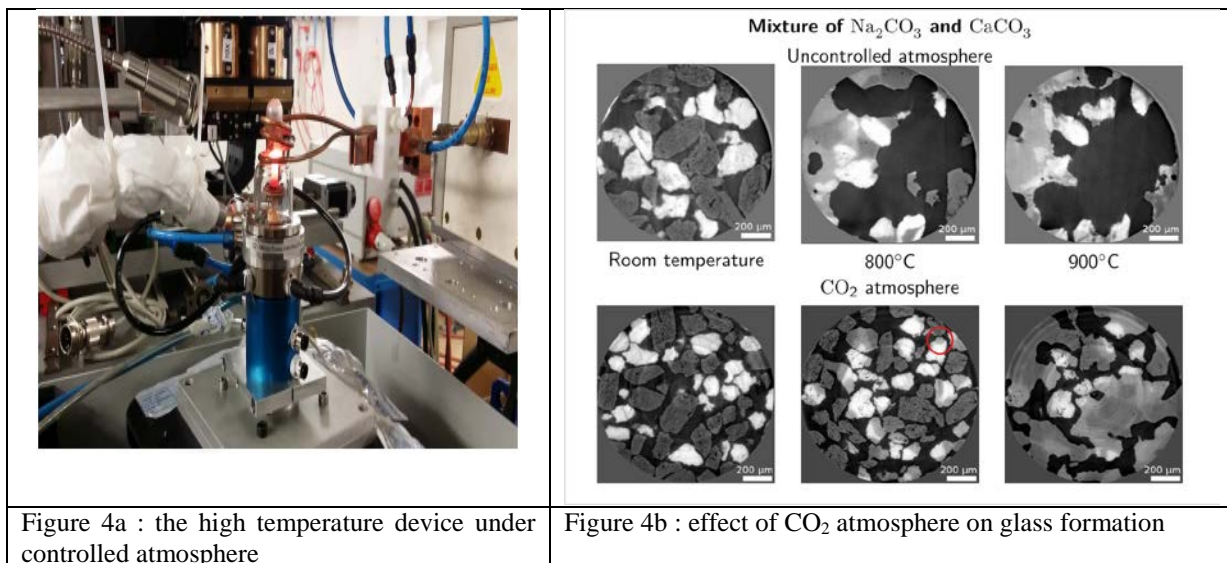 Mixture of Na₂CO₃ and CaCO₃
Uncontrolled atmosphere
200 µm
200 µm
200 µm
Room temperature
800°C
900°C
CO₂ atmosphere
200 µm
200 µm
200 µm
Figure 4a : the high temperature device under
controlled atmosphere
Figure 4b : effect of CO₂ atmosphere on glass formation